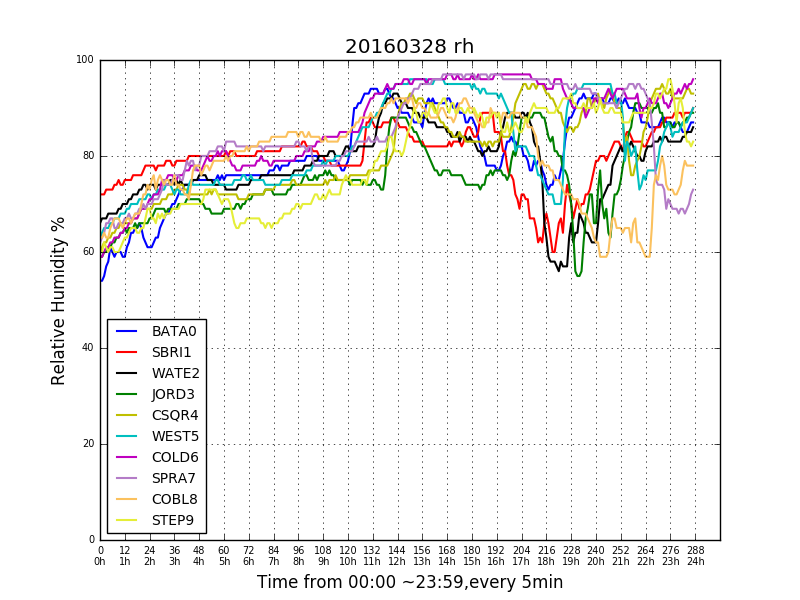 20160328 rh
100
80
60
40
20
0
Relative Humidity %
BATA0
SBRI1
WATE2
JORD3
CSQR4
WEST5
COLD6
SPRA7
COBL8
STEP9
0 12 24 36 48 60 72 84 96 108 120 132 144 156 168 180 192 204 216 228 240 252 264 276 288
0h 1h 2h 3h 4h 5h 6h 7h 8h 9h 10h 11h 12h 13h 14h 15h 16h 17h 18h 19h 20h 21h 22h 23h 24h
Time from 00:00 ~23:59,every 5min